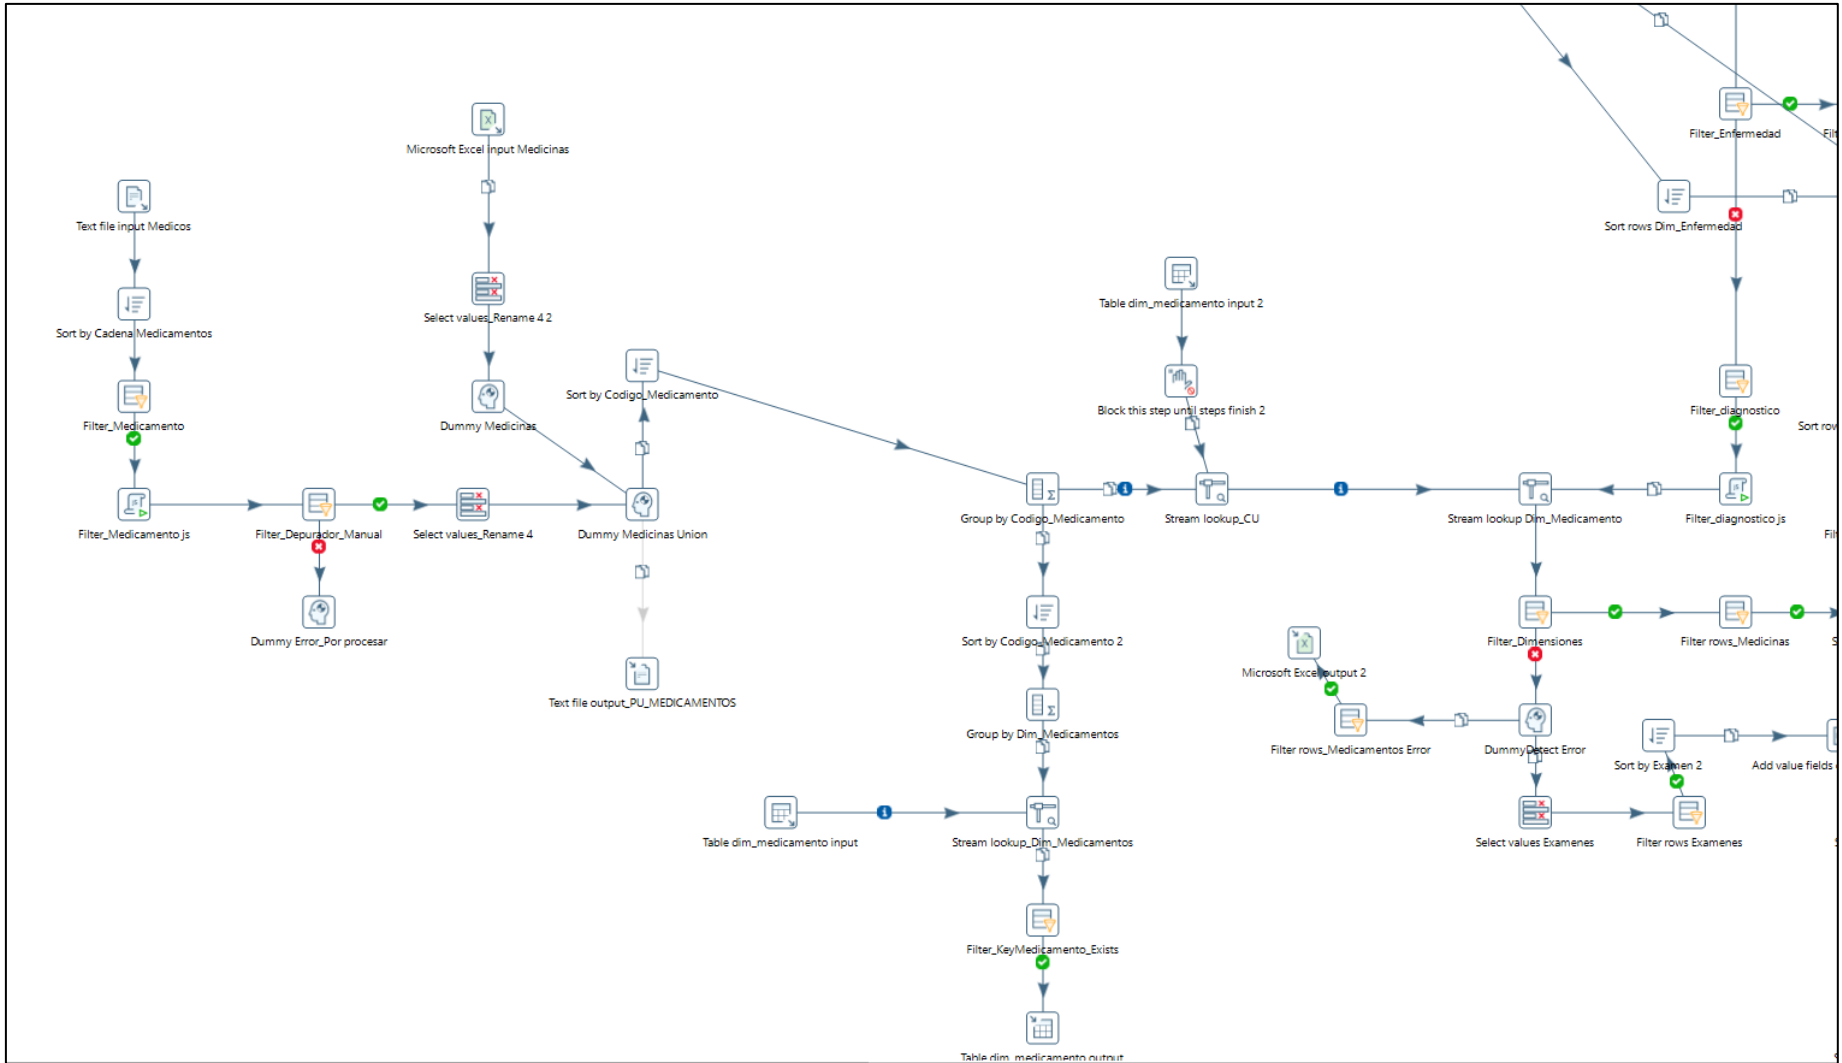 Filter_Enfermedad
Microsoft Excel input Medicinas
Text file input Medicos
Sort rows Dim_Enfermedad
Table dim_medicamento input 2
Select values_Rename 4 2
Sort by Cadena Medicamentos
Sort by Codigo_Medicamento
Block this step until steps finish 2
Filter_diagnostico
Filter_Medicamento
Dummy Medicinas
Sort row
Group by Codigo_Medicamento
Stream lookup_CU
Stream lookup Dim_Medicamento
Filter_diagnostico js
Filter_Medicamento js
Filter_Depurador_Manual
Select values_Rename 4
Dummy Medicinas Union
Dummy Error_Por procesar
Sort by Codigo_Medicamento 2
Filter_Dimensiones
Filter rows_Medicinas
Microsoft Excel output 2
Text file output_PU_MEDICAMENTOS
Group by Dim_Medicamentos
Filter rows_Medicamentos Error
DummyDetect Error
Sort by Examen 2
Add value fields
Table dim_medicamento input
Stream lookup_Dim_Medicamentos
Select values Examenes
Filter rows Examenes
Filter_KeyMedicamento_Exists
Table dim_medicamento output